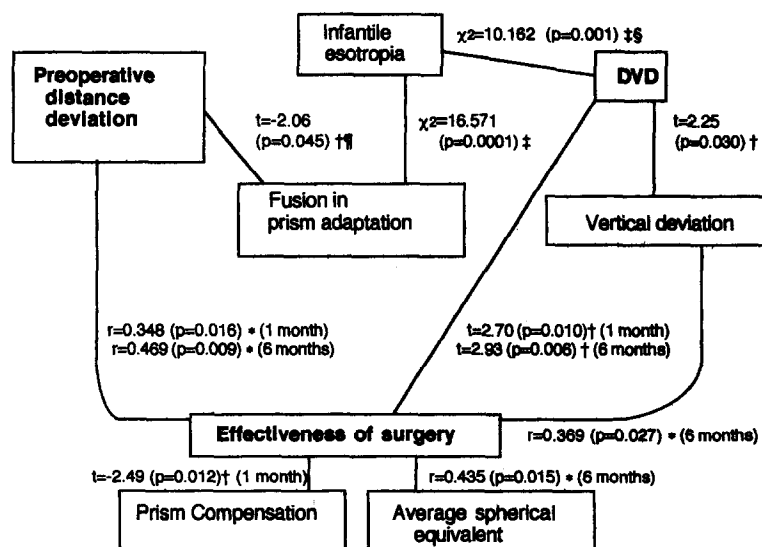 Infantile
esotropia
χ2=10.162 (p=0.001) ‡§
DVD
Preoperative
distance
deviation
t=-2.06
(p=0.045) †¶
χ2=16.571
(p=0.0001) ‡
t=2.25
(p=0.030) †
Fusion in
prism adaptation
Vertical deviation
r=0.348 (p=0.016) * (1 month)
r=0.469 (p=0.009) * (6 months)
t=2.70 (p=0.010)† (1 month)
t=2.93 (p=0.006) † (6 months)
Effectiveness of surgery
r=0.369 (p=0.027) * (6 months)
t=-2.49 (p=0.012)† (1 month)
r=0.435 (p=0.015) * (6 months)
Prism Compensation
Average spherical
equivalent